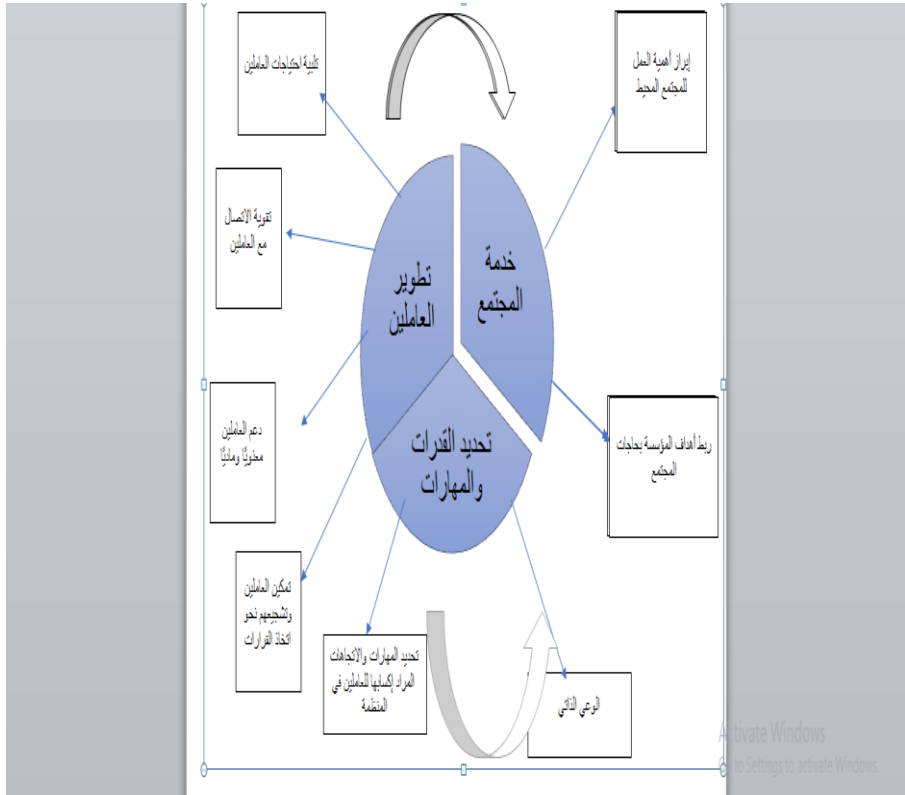 إبراز أهمية العمل
للمجتمع المحيط
تلبية احتياجات العاملين
تقوية الاتصال
مع العاملين
خدمة
المجتمع
تطوير
العاملين
ربط أهداف المؤسسة بحاجات
المجتمع
دعم العاملين
معنويًا وماديًا
تحديد القدرات
والمهارات
تمكين العاملين
وتشجيعهم نحو
اتخاذ القرارات
تحديد المهارات والاتجاهات
المراد إكسابها للعاملين في
المنظمة
الوعي الذاتي
Activate Windows
to Settings to activate Windows.